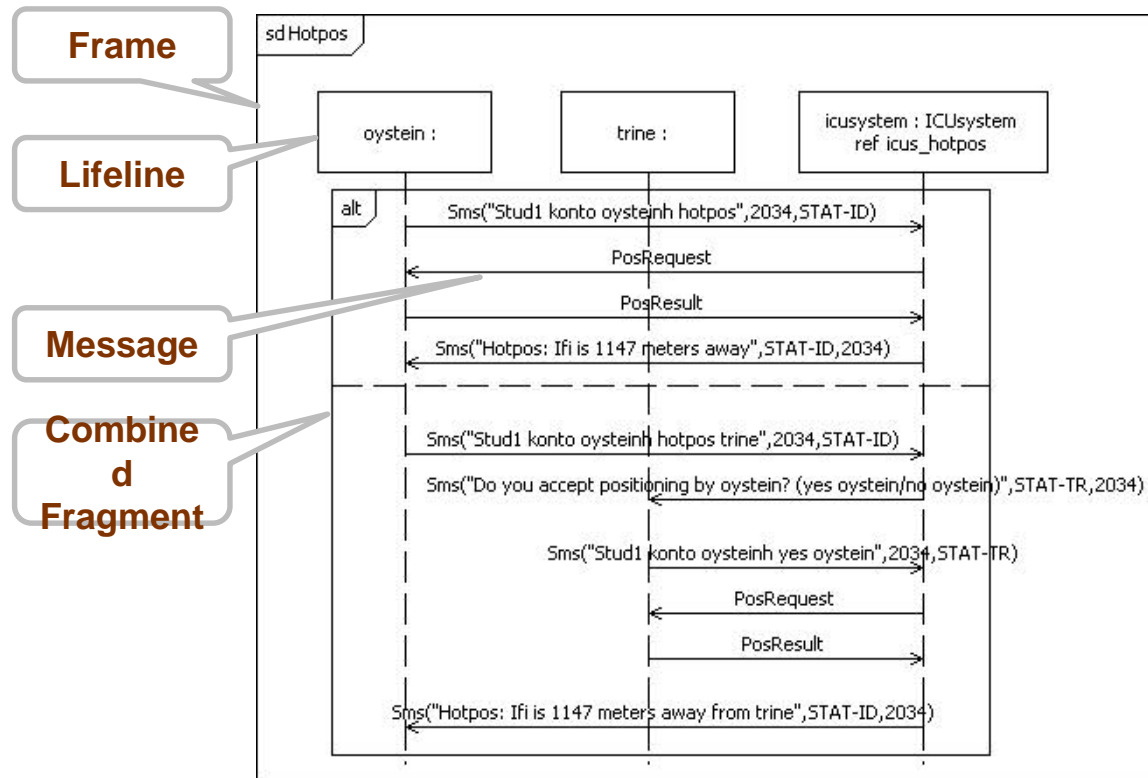 Frame
sd Hotpos
Lifeline
oystein :
trine :
icusystem : ICUsystem
ref icus_hotpos
alt
Sms("Stud1 konto oysteinh hotpos",2034,STAT-ID)
PosRequest
PosResult
Message
Sms("Hotpos: Ifi is 1147 meters away",STAT-ID,2034)
Combine
d
Fragment
Sms("Stud1 konto oysteinh hotpos trine",2034,STAT-ID)
Sms("Do you accept positioning by oystein? (yes oystein/no oystein)",STAT-TR,2034)
Sms("Stud1 konto oysteinh yes oystein",2034,STAT-TR)
PosRequest
PosResult
Sms("Hotpos: Ifi is 1147 meters away from trine",STAT-ID,2034)